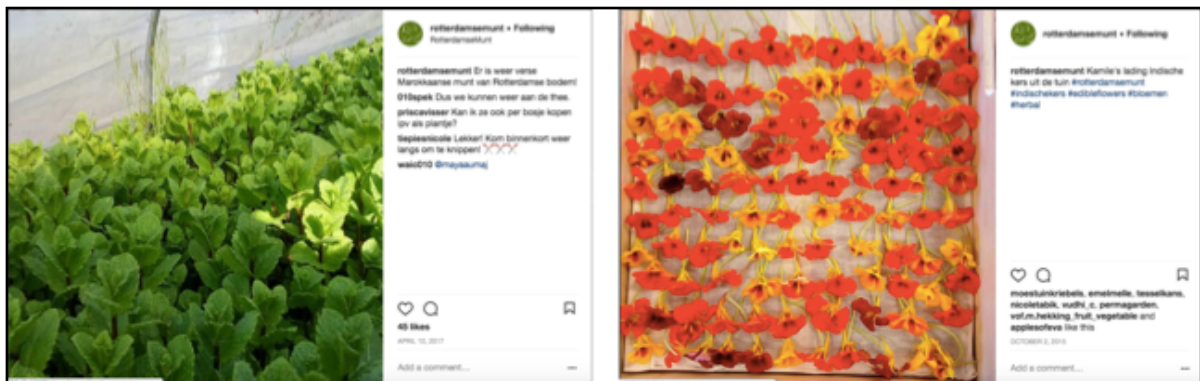 rotterdamsemunt • Following
RotterdamseMunt
rotterdamsemunt Er is weer verse
Marokkaanse munt van Rotterdamse bodem!
010spek Dus we kunnen weer aan de thee.
priscavisser Kan ik ze ook per bosje kopen
ipv als plantje?
tiepiesnicole Lekker! Kom binnenkort weer
langs om te knippen!
waic010 @maysaumaj
45 likes
APRIL 10, 2017
Add a comment...
rotterdamsemunt • Following
rotterdamsemunt Kamile's lading Indische
kers uit de tuin #rotterdamsemunt
#indischekers #edibleflowers #bloemen
#herbal
moestuinkriebels, emelmelle, tesselkans,
nicoletabik, vudhi_c, permagarden,
vof.m.hekking_fruit_vegetable and
applesofeva like this
OCTOBER 2, 2015
Add a comment...